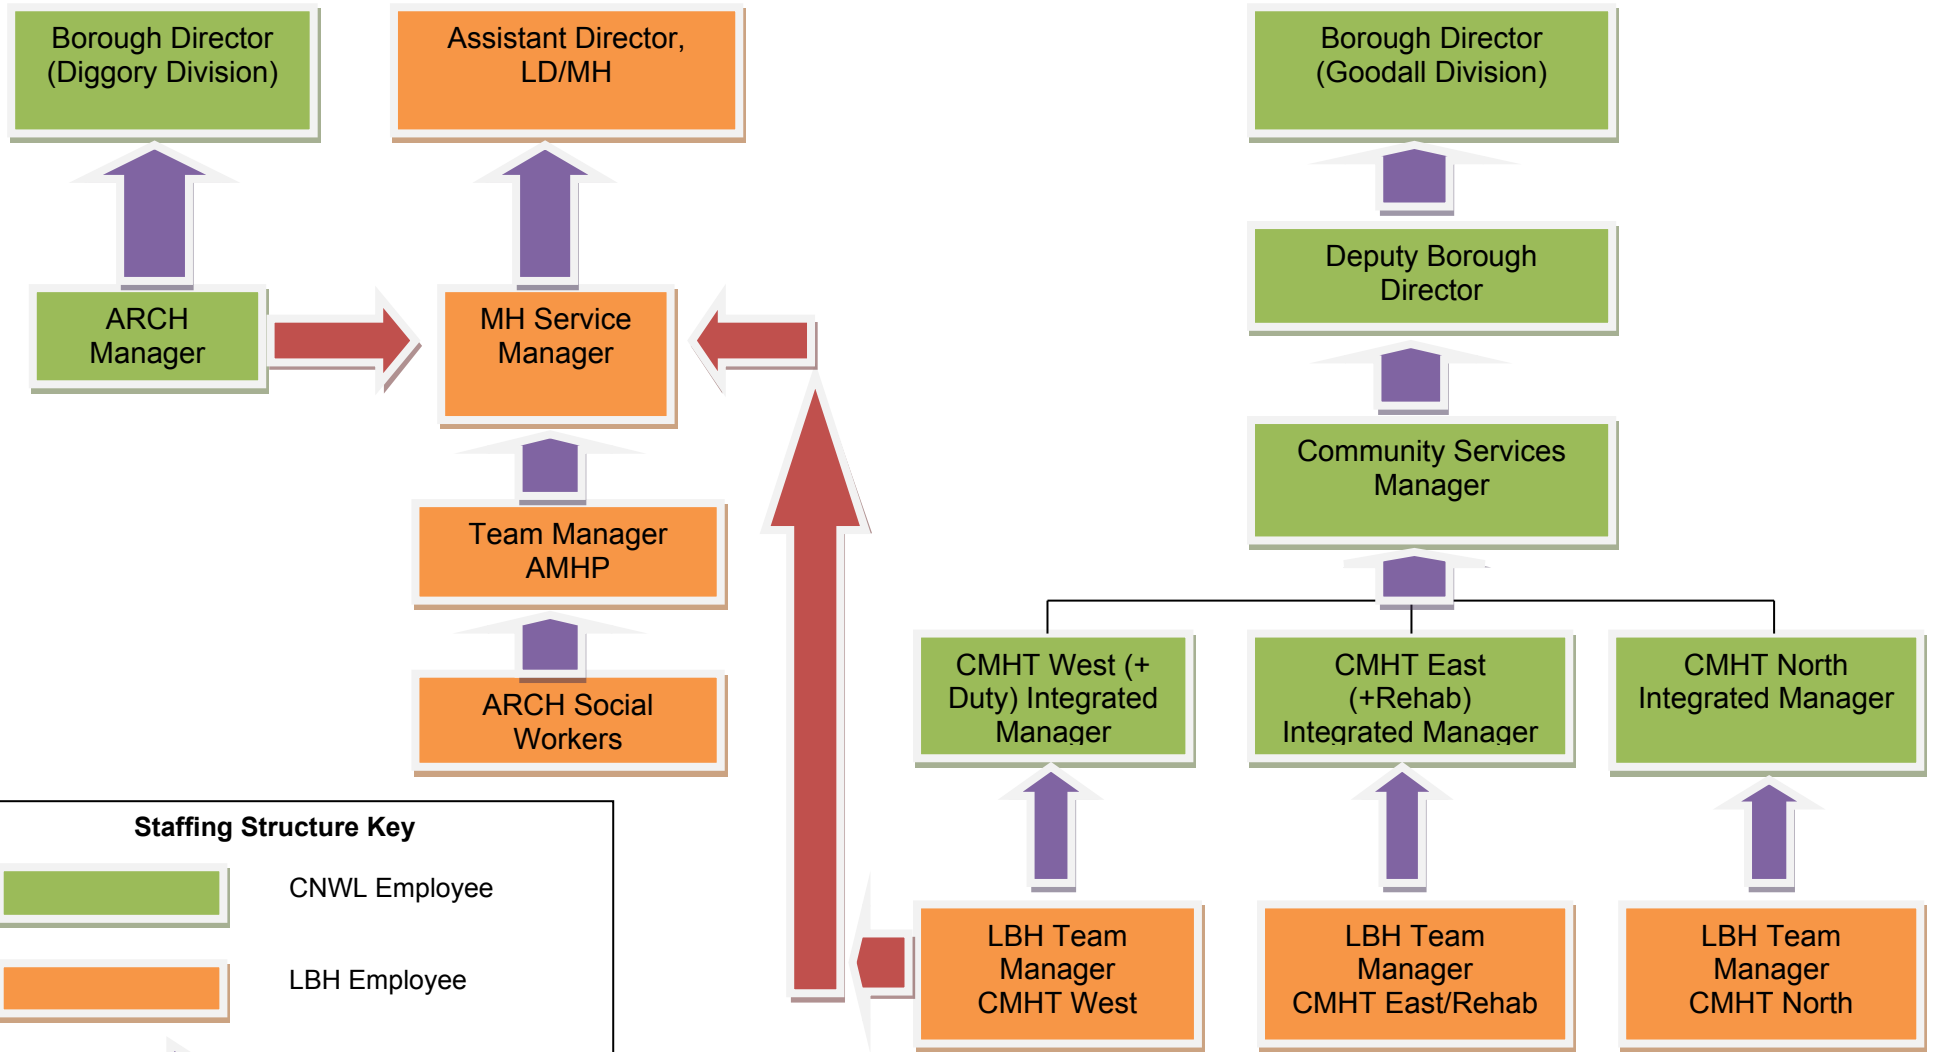 Borough Director
(Diggory Division)
Assistant Director,
LD/MH
Borough Director
(Goodall Division)
Deputy Borough
Director
ARCH
Manager
MH Service
Manager
Community Services
Manager
Team Manager
AMHP
CMHT West (+
Duty) Integrated
Manager
CMHT East
(+Rehab)
Integrated Manager
CMHT North
Integrated Manager
ARCH Social
Workers
Staffing Structure Key
CNWL Employee
LBH Employee
LBH Team
Manager
CMHT West
LBH Team
Manager
CMHT East/Rehab
LBH Team
Manager
CMHT North